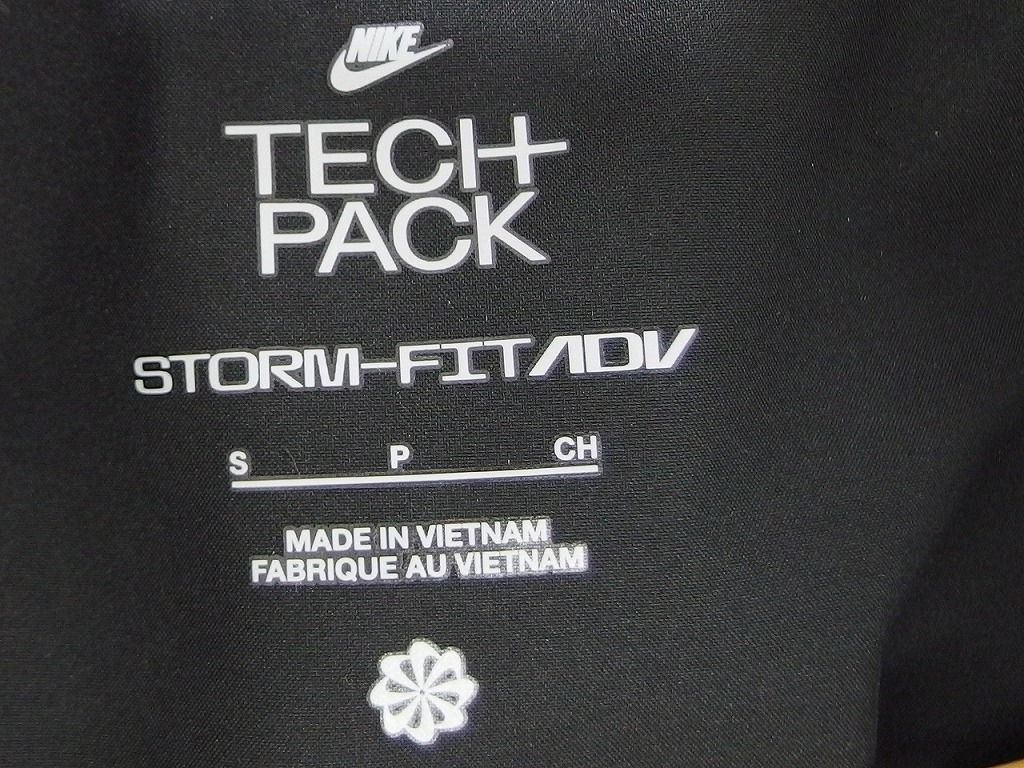 NIKE
TECH
PACK
STORM-FIT ADV
S P CH
MADE IN VIETNAM
FABRIQUE AU VIETNAM